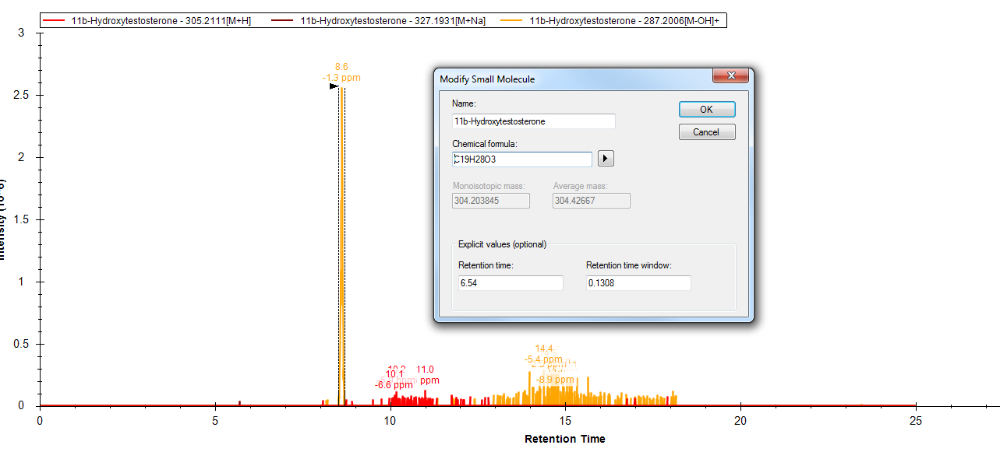 11b-Hydroxytestosterone - 305.2111[M+H] 11b-Hydroxytestosterone - 327.1931[M+Na] 11b-Hydroxytestosterone - 287.2006[M-OH]+
3
8.6
-1.3 ppm
2.5
2
1.5
1
0.5
0
Modify Small Molecule
Name:
OK
11b-Hydroxytestosterone
Cancel
Chemical formula:
C19H28O3
Monoisotopic mass: Average mass:
304.203845 304.42667
Explicit values (optional)
Retention time: Retention time window:
6.54 0.1308
14.4
-5.4 ppm
11.0
10.1
ppm
-6.6 ppm
-8.9 ppm
0 5 10 15 20 25
Retention Time